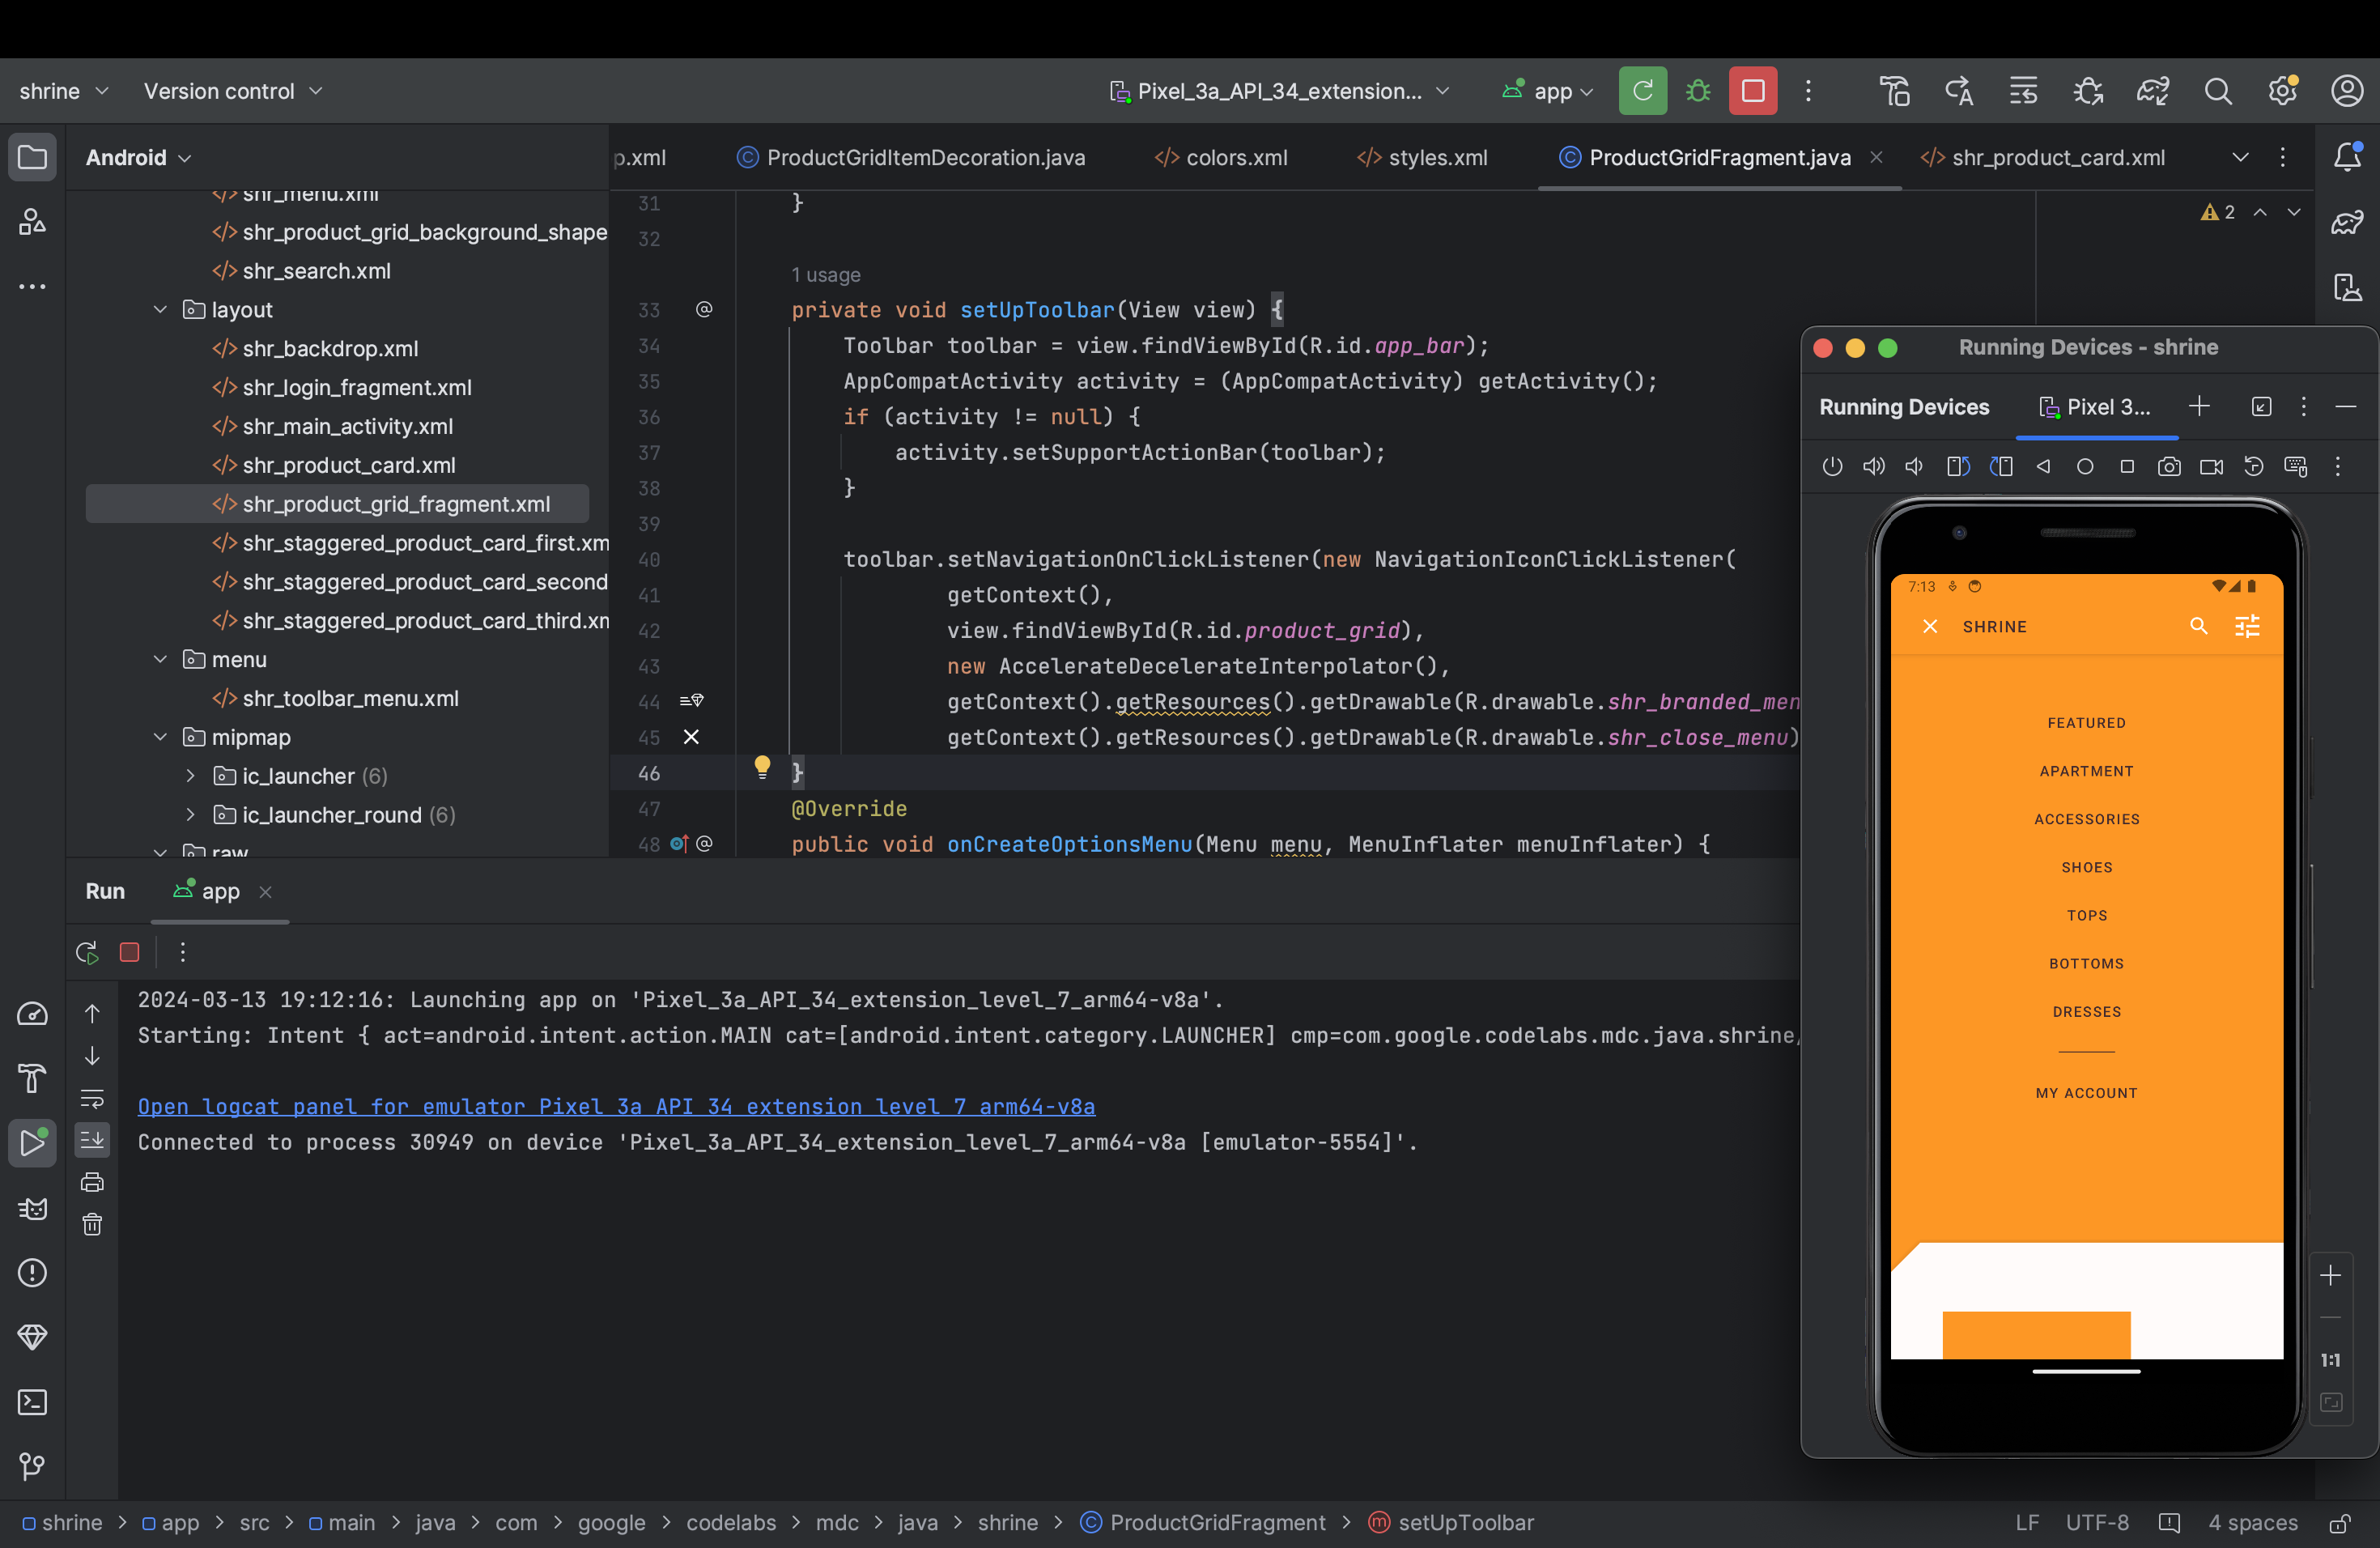 shrine
Version control
Pixel_3a_API_34_extension...
app
Android
p.xml
ProductGridItemDecoration.java
colors.xml
styles.xml
ProductGridFragment.java
shr_product_card.xml
shr_menu.xml
shr_product_grid_background_shape
shr_search.xml
layout
shr_backdrop.xml
shr_login_fragment.xml
shr_main_activity.xml
shr_product_card.xml
shr_product_grid_fragment.xml
shr_staggered_product_card_first.xm
shr_staggered_product_card_second
shr_staggered_product_card_third.xm
menu
shr_toolbar_menu.xml
mipmap
ic_launcher (6)
ic_launcher_round (6)
raw
2
31 }
32
1 usage
33 @ private void setUpToolbar(View view) {
34 Toolbar toolbar = view.findViewById(R.id.app_bar);
35 AppCompatActivity activity = (AppCompatActivity) getActivity();
36 if (activity != null) {
37 activity.setSupportActionBar(toolbar);
38 }
39
40 toolbar.setNavigationOnClickListener(new NavigationIconClickListener(
41 getContext(),
42 view.findViewById(R.id.product_grid),
43 new AccelerateDecelerateInterpolator(),
44 getContext().getResources().getDrawable(R.drawable.shr_branded_men
45 getContext().getResources().getDrawable(R.drawable.shr_close_menu)
46 }
47 @Override
48 @ public void onCreateOptionsMenu(Menu menu, MenuInflater menuInflater) {
Run
app
2024-03-13 19:12:16: Launching app on 'Pixel_3a_API_34_extension_level_7_arm64-v8a'.
Starting: Intent { act=android.intent.action.MAIN cat=[android.intent.category.LAUNCHER] cmp=com.google.codelabs.mdc.java.shrine/
Open logcat panel for emulator Pixel 3a API 34 extension level 7 arm64-v8a
Connected to process 30949 on device 'Pixel_3a_API_34_extension_level_7_arm64-v8a [emulator-5554]'.
Running Devices - shrine
Running Devices
Pixel 3...
7:13
SHRINE
FEATURED
APARTMENT
ACCESSORIES
SHOES
TOPS
BOTTOMS
DRESSES
MY ACCOUNT
1:1
shrine > app > src > main > java > com > google > codelabs > mdc > java > shrine > ProductGridFragment > setUpToolbar
LF
UTF-8
4 spaces